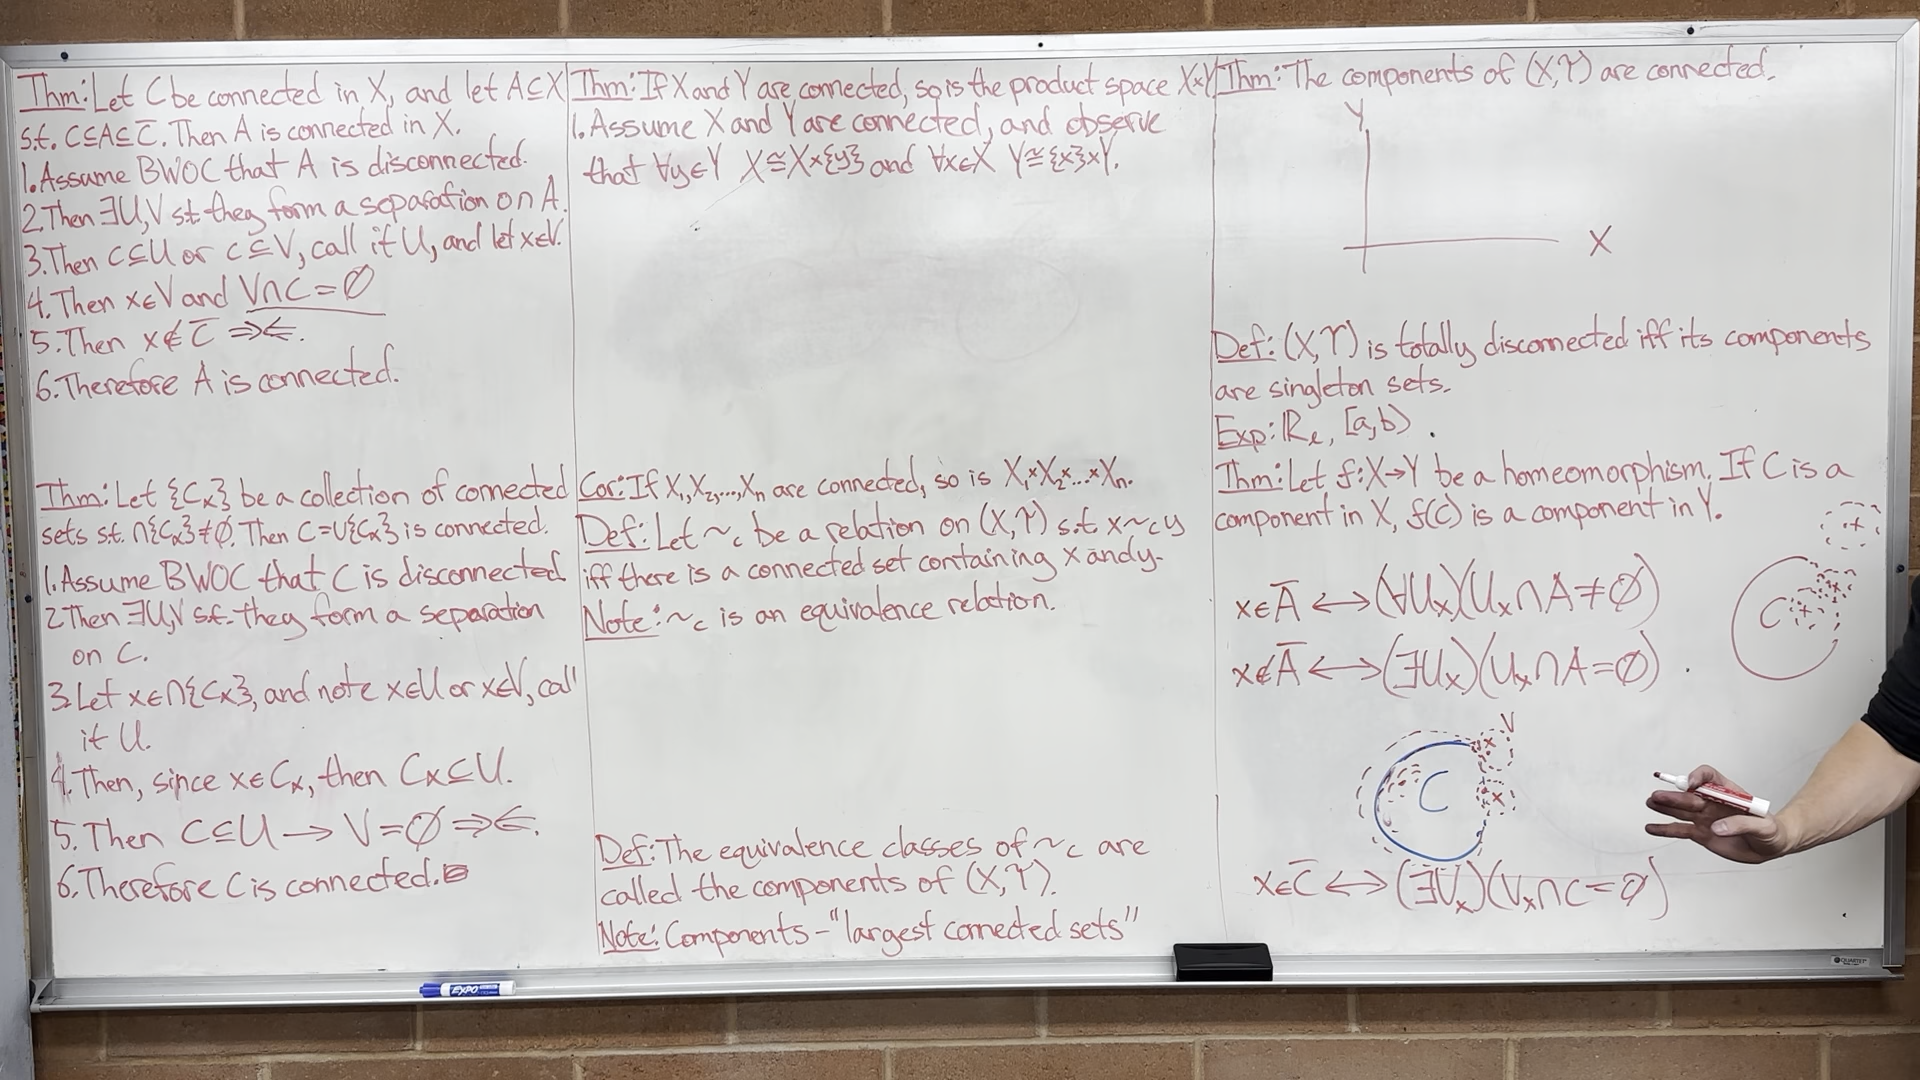 Thm: Let C be connected in X, and let A⊆X
s.t. C⊆A⊆C̅. Then A is connected in X.
1. Assume BWOC that A is disconnected.
2. Then ∃U,V s.t. they form a separation on A.
3. Then C⊆U or C⊆V, call it U, and let x∈V.
4. Then x∈V and V∩C=∅
5. Then x∉C̅ ⇒⇐.
6. Therefore A is connected.
Thm: Let {Cα} be a collection of connected
sets s.t. ∩{Cα}≠∅. Then C=∪{Cα} is connected.
1. Assume BWOC that C is disconnected
2. Then ∃U,V s.t. they form a separation
on C.
3. Let x∈∩{Cα}, and note x∈U or x∈V, call
it U.
4. Then, since x∈Cα, then Cα⊆U.
5. Then C⊆U → V=∅ ⇒⇐.
6. Therefore C is connected.
Thm: If X and Y are connected, so is the product space X×Y
1. Assume X and Y are connected, and observe
that ∀y∈Y X≅X×{y} and ∀x∈X Y≅{x}×Y.
Cor: If X₁,X₂,...,Xn are connected, so is X₁×X₂×...×Xn.
Def: Let ~c be a relation on (X,Υ) s.t x~c y
iff there is a connected set containing x and y.
Note: ~c is an equivalence relation.
Def: The equivalence classes of ~c are
called the components of (X,Υ).
Note: Components - "largest connected sets"
Thm: The components of (X,Υ) are connected.
Y
X
Def: (X,Υ) is totally disconnected iff its components
are singleton sets.
Exp: ℝℓ, [a,b)
Thm: Let f:X→Y be a homeomorphism. If C is a
component in X, f(C) is a component in Y.
x∈A̅ ⟷ (∀Ux)(Ux∩A≠∅)
x∉A̅ ⟷ (∃Ux)(Ux∩A=∅)
C
V
C
x∈C̅ ⟷ (∃Vx)(Vx∩C=∅)
EXPO
QUARTET